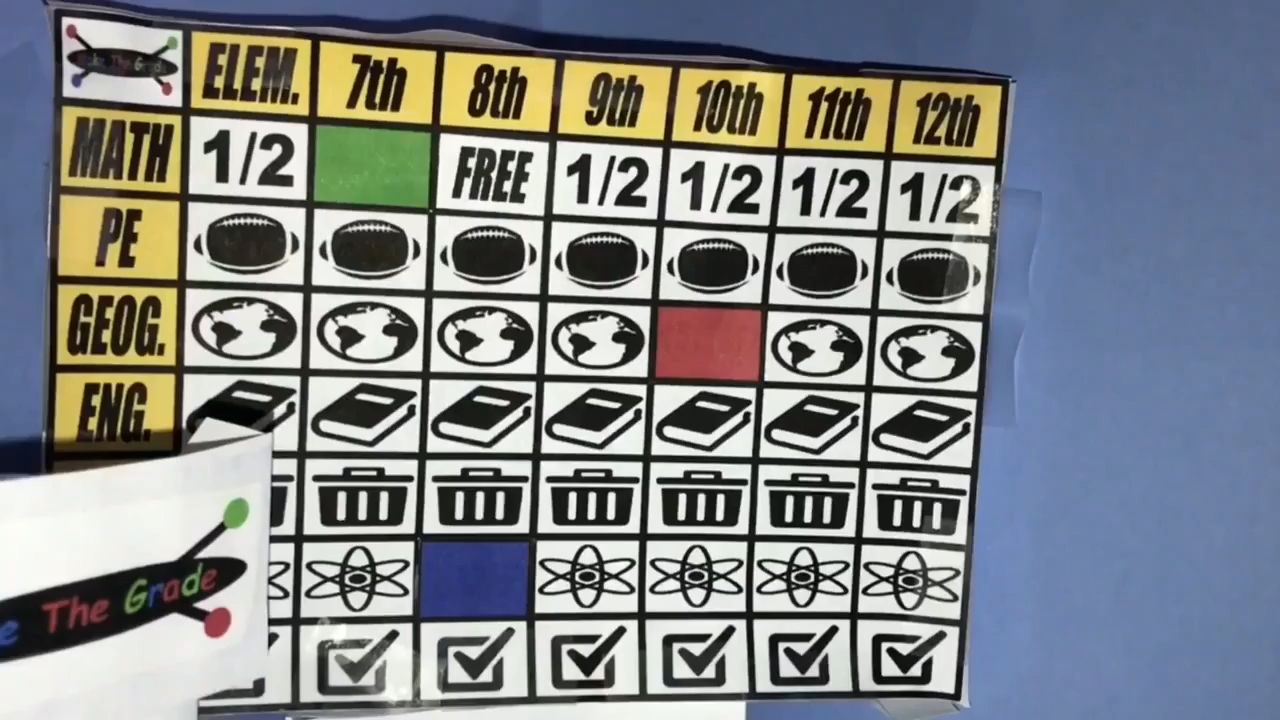 ELEM. 7th 8th 9th 10th 11th 12th
MATH 1/2 FREE 1/2 1/2 1/2 1/2
PE
GEOG.
ENG.
The Grade